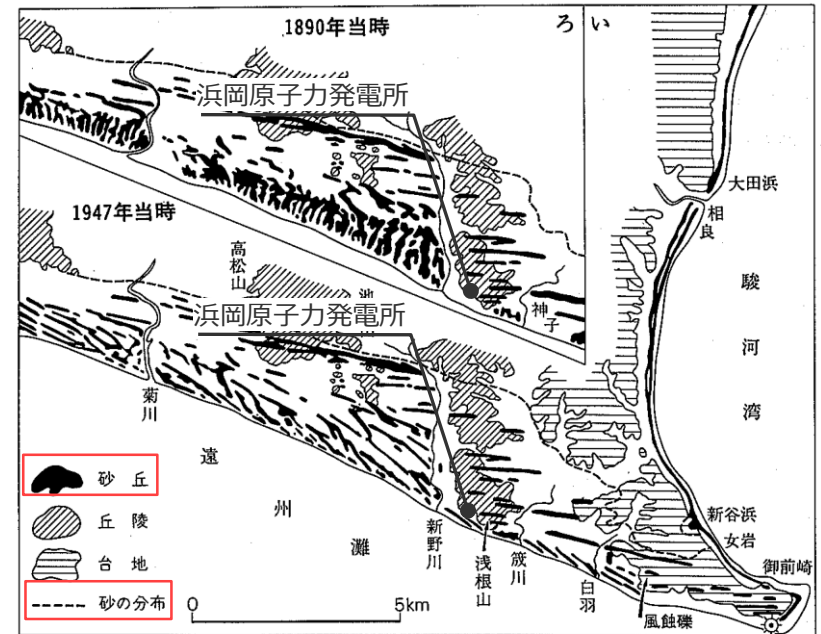 1890年当時
ろ
い
浜岡原子力発電所
大田浜
相良
1947年当時
高松山
駿河湾
浜岡原子力発電所
神子
菊川
遠州灘
砂丘
丘陵
台地
砂の分布
新野川
浅根山
筬川
白羽
新谷浜
女岩
御前崎
風蝕礫
0
5km